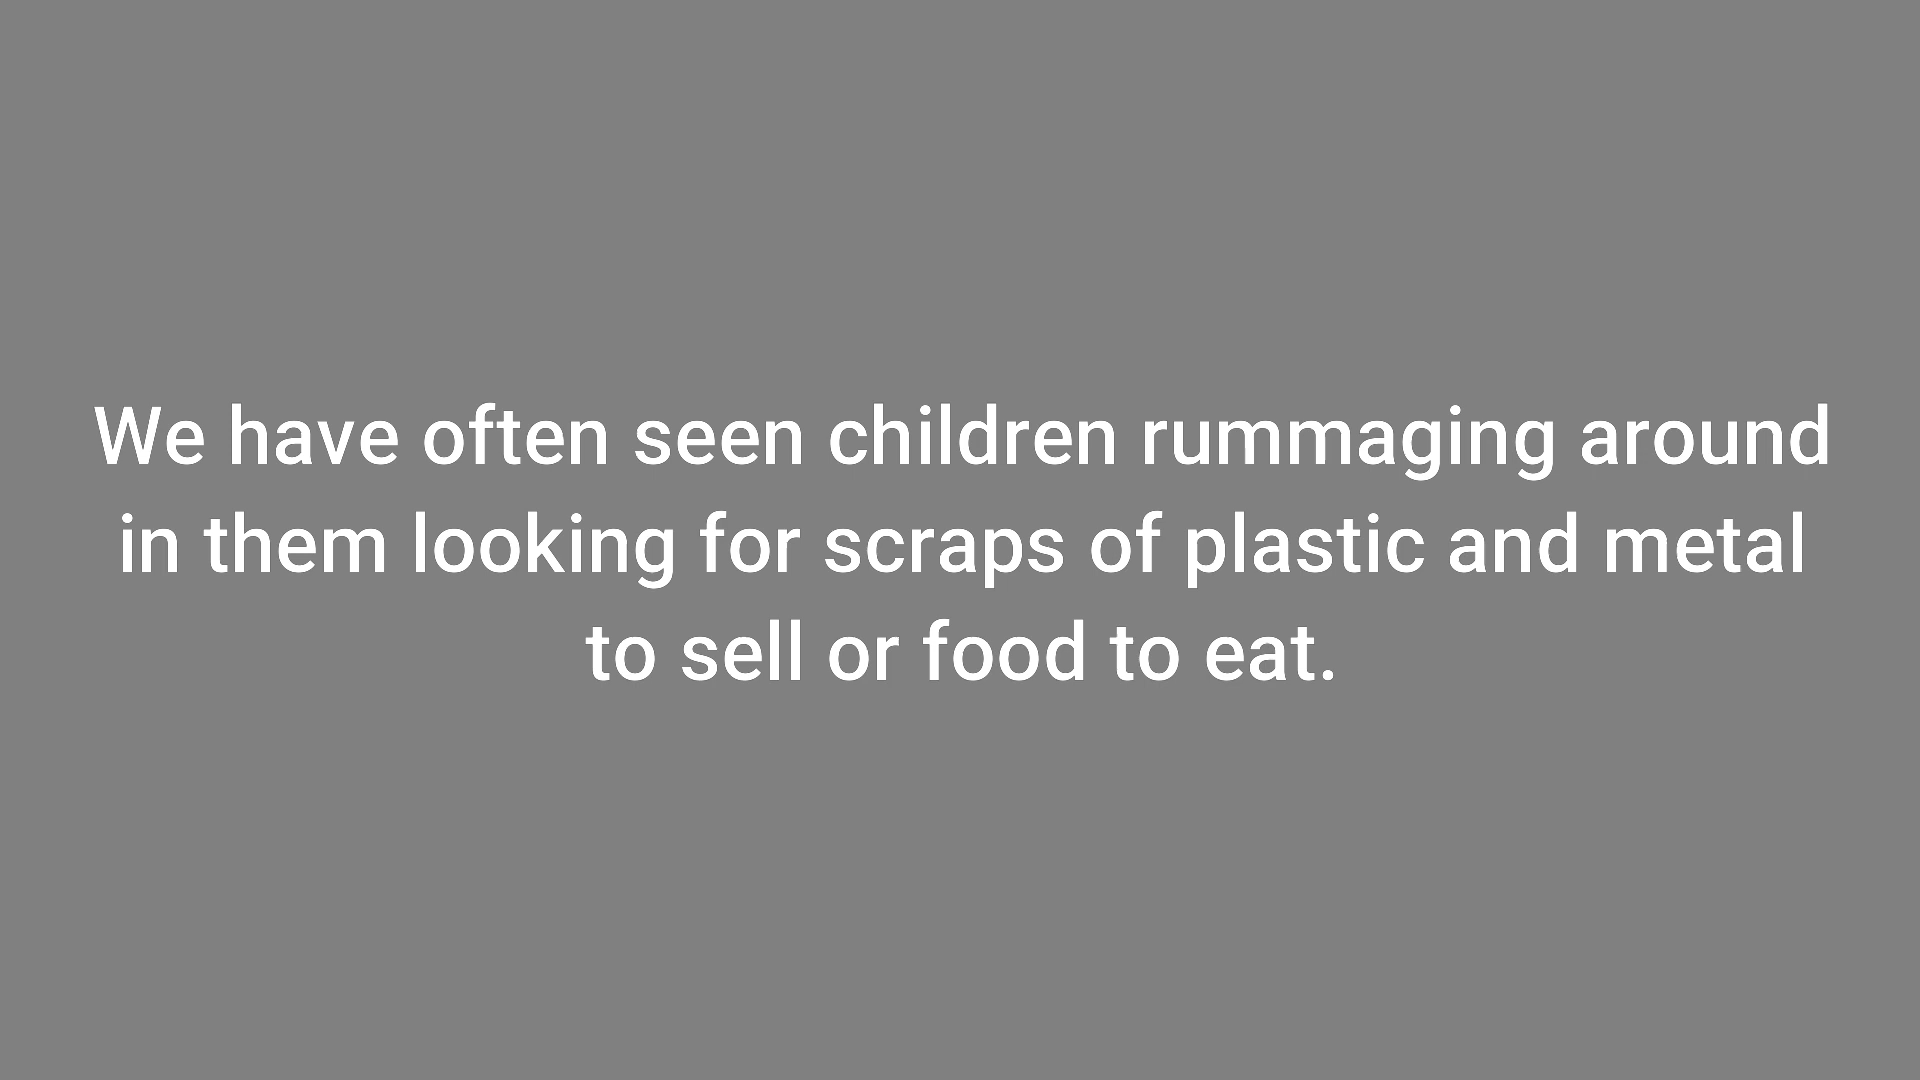 We have often seen children rummaging around
in them looking for scraps of plastic and metal
to sell or food to eat.